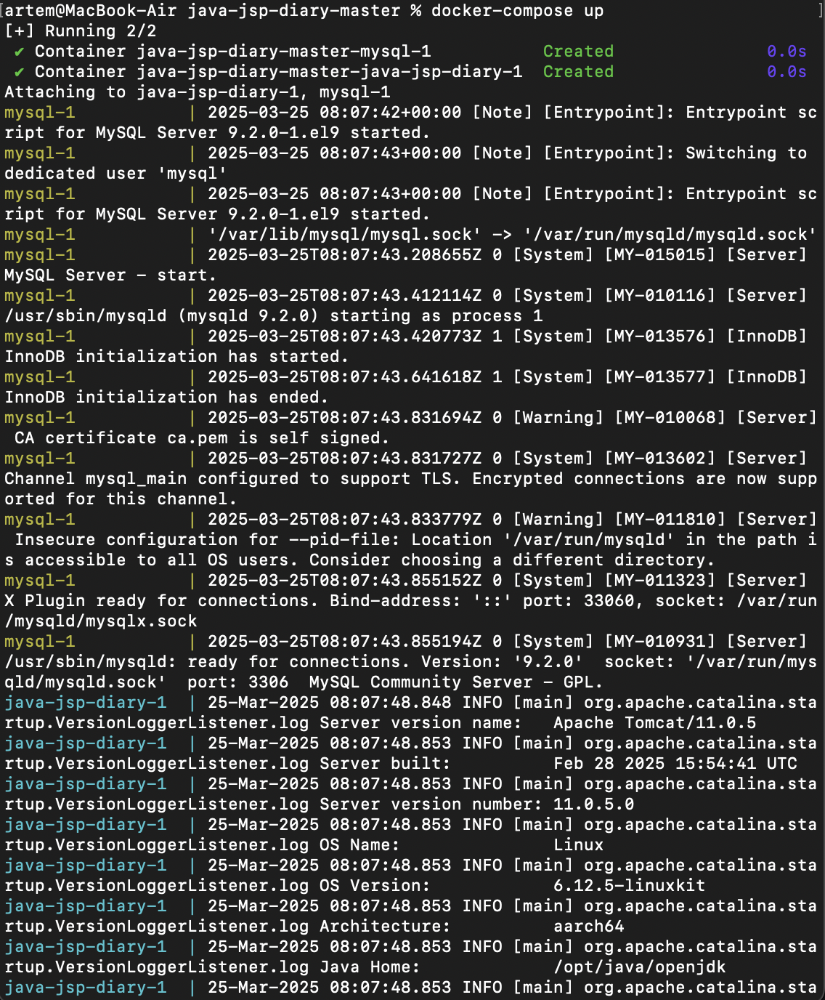 [artem@MacBook-Air java-jsp-diary-master % docker-compose up ]
[+] Running 2/2
✔ Container java-jsp-diary-master-mysql-1 Created 0.0s
✔ Container java-jsp-diary-master-java-jsp-diary-1 Created 0.0s
Attaching to java-jsp-diary-1, mysql-1
mysql-1 | 2025-03-25 08:07:42+00:00 [Note] [Entrypoint]: Entrypoint sc
ript for MySQL Server 9.2.0-1.el9 started.
mysql-1 | 2025-03-25 08:07:43+00:00 [Note] [Entrypoint]: Switching to
dedicated user 'mysql'
mysql-1 | 2025-03-25 08:07:43+00:00 [Note] [Entrypoint]: Entrypoint sc
ript for MySQL Server 9.2.0-1.el9 started.
mysql-1 | '/var/lib/mysql/mysql.sock' -> '/var/run/mysqld/mysqld.sock'
mysql-1 | 2025-03-25T08:07:43.208655Z 0 [System] [MY-015015] [Server]
MySQL Server - start.
mysql-1 | 2025-03-25T08:07:43.412114Z 0 [System] [MY-010116] [Server]
/usr/sbin/mysqld (mysqld 9.2.0) starting as process 1
mysql-1 | 2025-03-25T08:07:43.420773Z 1 [System] [MY-013576] [InnoDB]
InnoDB initialization has started.
mysql-1 | 2025-03-25T08:07:43.641618Z 1 [System] [MY-013577] [InnoDB]
InnoDB initialization has ended.
mysql-1 | 2025-03-25T08:07:43.831694Z 0 [Warning] [MY-010068] [Server]
CA certificate ca.pem is self signed.
mysql-1 | 2025-03-25T08:07:43.831727Z 0 [System] [MY-013602] [Server]
Channel mysql_main configured to support TLS. Encrypted connections are now supp
orted for this channel.
mysql-1 | 2025-03-25T08:07:43.833779Z 0 [Warning] [MY-011810] [Server]
Insecure configuration for --pid-file: Location '/var/run/mysqld' in the path i
s accessible to all OS users. Consider choosing a different directory.
mysql-1 | 2025-03-25T08:07:43.855152Z 0 [System] [MY-011323] [Server]
X Plugin ready for connections. Bind-address: '::' port: 33060, socket: /var/run
/mysqld/mysqlx.sock
mysql-1 | 2025-03-25T08:07:43.855194Z 0 [System] [MY-010931] [Server]
/usr/sbin/mysqld: ready for connections. Version: '9.2.0'  socket: '/var/run/mys
qld/mysqld.sock'  port: 3306  MySQL Community Server - GPL.
java-jsp-diary-1 | 25-Mar-2025 08:07:48.848 INFO [main] org.apache.catalina.sta
rtup.VersionLoggerListener.log Server version name: Apache Tomcat/11.0.5
java-jsp-diary-1 | 25-Mar-2025 08:07:48.853 INFO [main] org.apache.catalina.sta
rtup.VersionLoggerListener.log Server built: Feb 28 2025 15:54:41 UTC
java-jsp-diary-1 | 25-Mar-2025 08:07:48.853 INFO [main] org.apache.catalina.sta
rtup.VersionLoggerListener.log Server version number: 11.0.5.0
java-jsp-diary-1 | 25-Mar-2025 08:07:48.853 INFO [main] org.apache.catalina.sta
rtup.VersionLoggerListener.log OS Name: Linux
java-jsp-diary-1 | 25-Mar-2025 08:07:48.853 INFO [main] org.apache.catalina.sta
rtup.VersionLoggerListener.log OS Version: 6.12.5-linuxkit
java-jsp-diary-1 | 25-Mar-2025 08:07:48.853 INFO [main] org.apache.catalina.sta
rtup.VersionLoggerListener.log Architecture: aarch64
java-jsp-diary-1 | 25-Mar-2025 08:07:48.853 INFO [main] org.apache.catalina.sta
rtup.VersionLoggerListener.log Java Home: /opt/java/openjdk
java-jsp-diary-1 | 25-Mar-2025 08:07:48.853 INFO [main] org.apache.catalina.sta